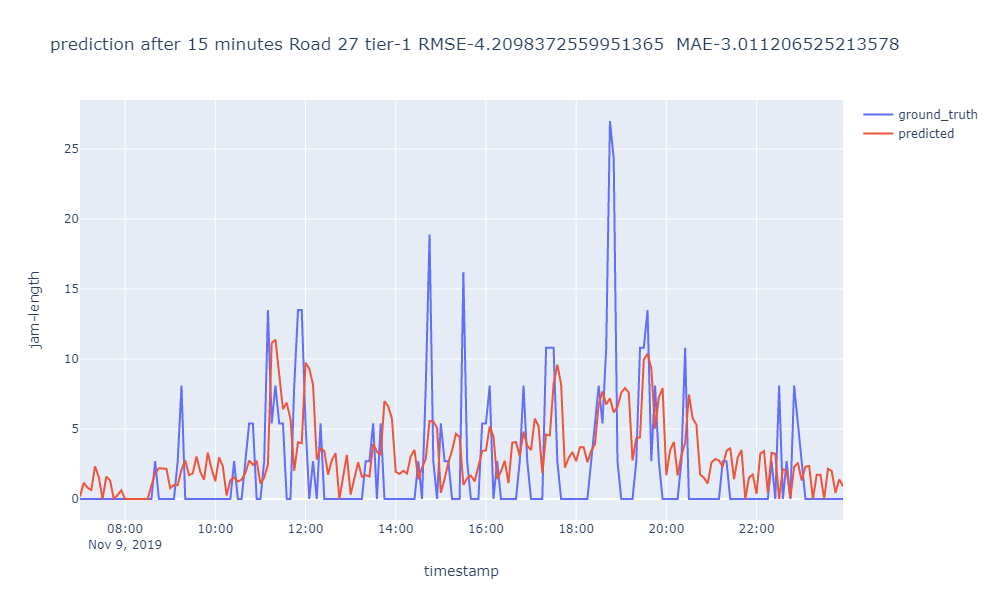 prediction after 15 minutes Road 27 tier-1 RMSE-4.2098372559951365  MAE-3.011206525213578
ground_truth
predicted
25
20
15
10
5
0
jam-length
08:00 10:00 12:00 14:00 16:00 18:00 20:00 22:00
Nov 9, 2019
timestamp